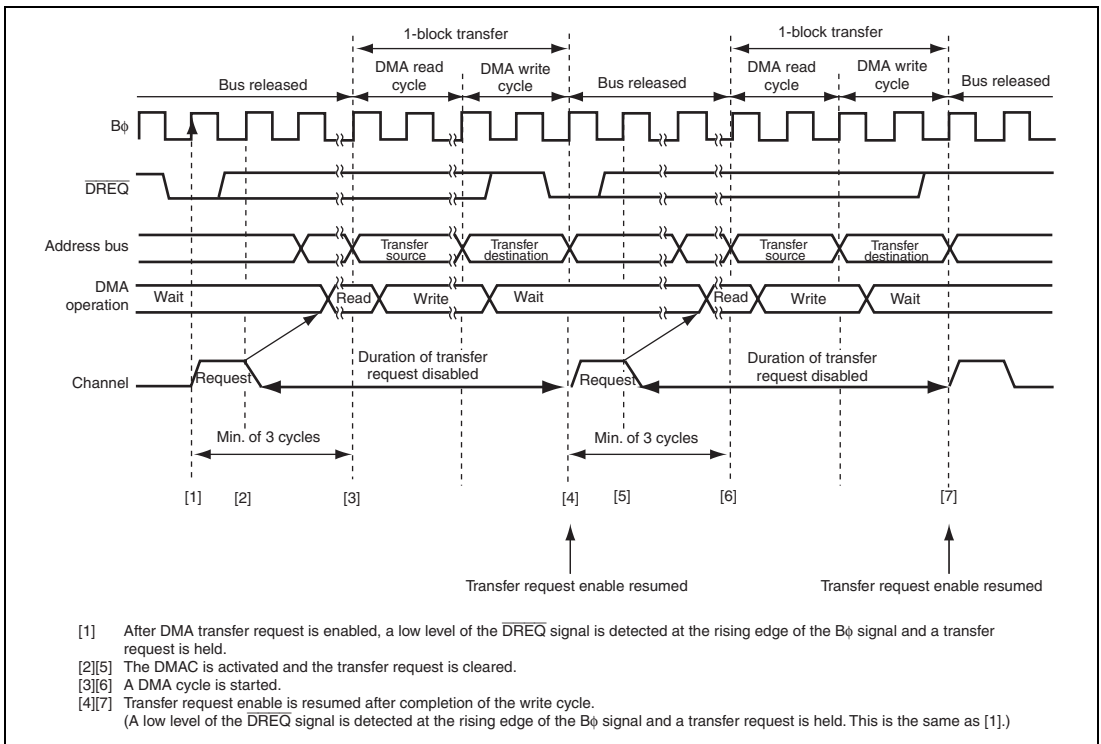 1-block transfer 1-block transfer
Bus released DMA read cycle DMA write cycle Bus released DMA read cycle DMA write cycle Bus released
Bϕ
DREQ
Address bus Transfer source Transfer destination Transfer source Transfer destination
DMA operation Wait Read Write Wait Read Write Wait
Channel Request Duration of transfer request disabled Request Duration of transfer request disabled
Min. of 3 cycles Min. of 3 cycles
[1] [2] [3] [4] [5] [6] [7]
Transfer request enable resumed Transfer request enable resumed
[1] After DMA transfer request is enabled, a low level of the DREQ signal is detected at the rising edge of the Bϕ signal and a transfer
request is held.
[2][5] The DMAC is activated and the transfer request is cleared.
[3][6] A DMA cycle is started.
[4][7] Transfer request enable is resumed after completion of the write cycle.
(A low level of the DREQ signal is detected at the rising edge of the Bϕ signal and a transfer request is held. This is the same as [1].)